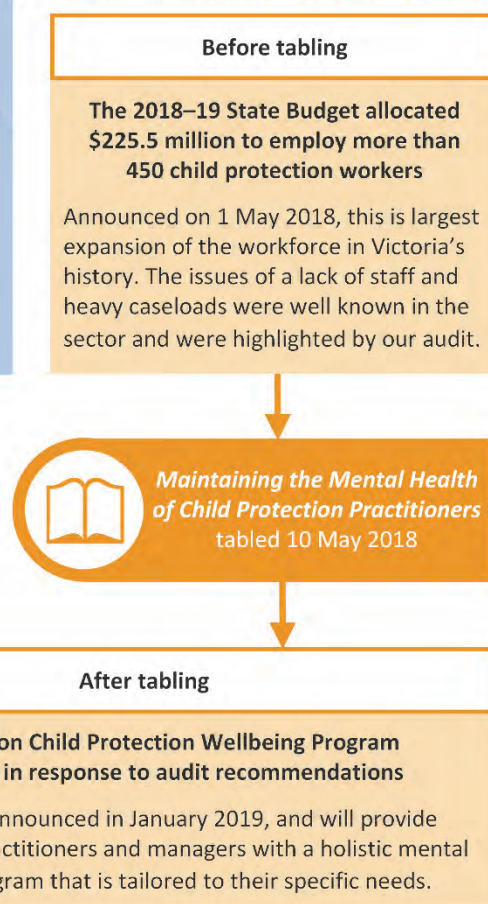 Before tabling
The 2018–19 State Budget allocated
$225.5 million to employ more than
450 child protection workers
Announced on 1 May 2018, this is largest
expansion of the workforce in Victoria's
history. The issues of a lack of staff and
heavy caseloads were well known in the
sector and were highlighted by our audit.
Maintaining the Mental Health
of Child Protection Practitioners
tabled 10 May 2018
After tabling
on Child Protection Wellbeing Program
in response to audit recommendations
nnounced in January 2019, and will provide
ctitioners and managers with a holistic mental
gram that is tailored to their specific needs.